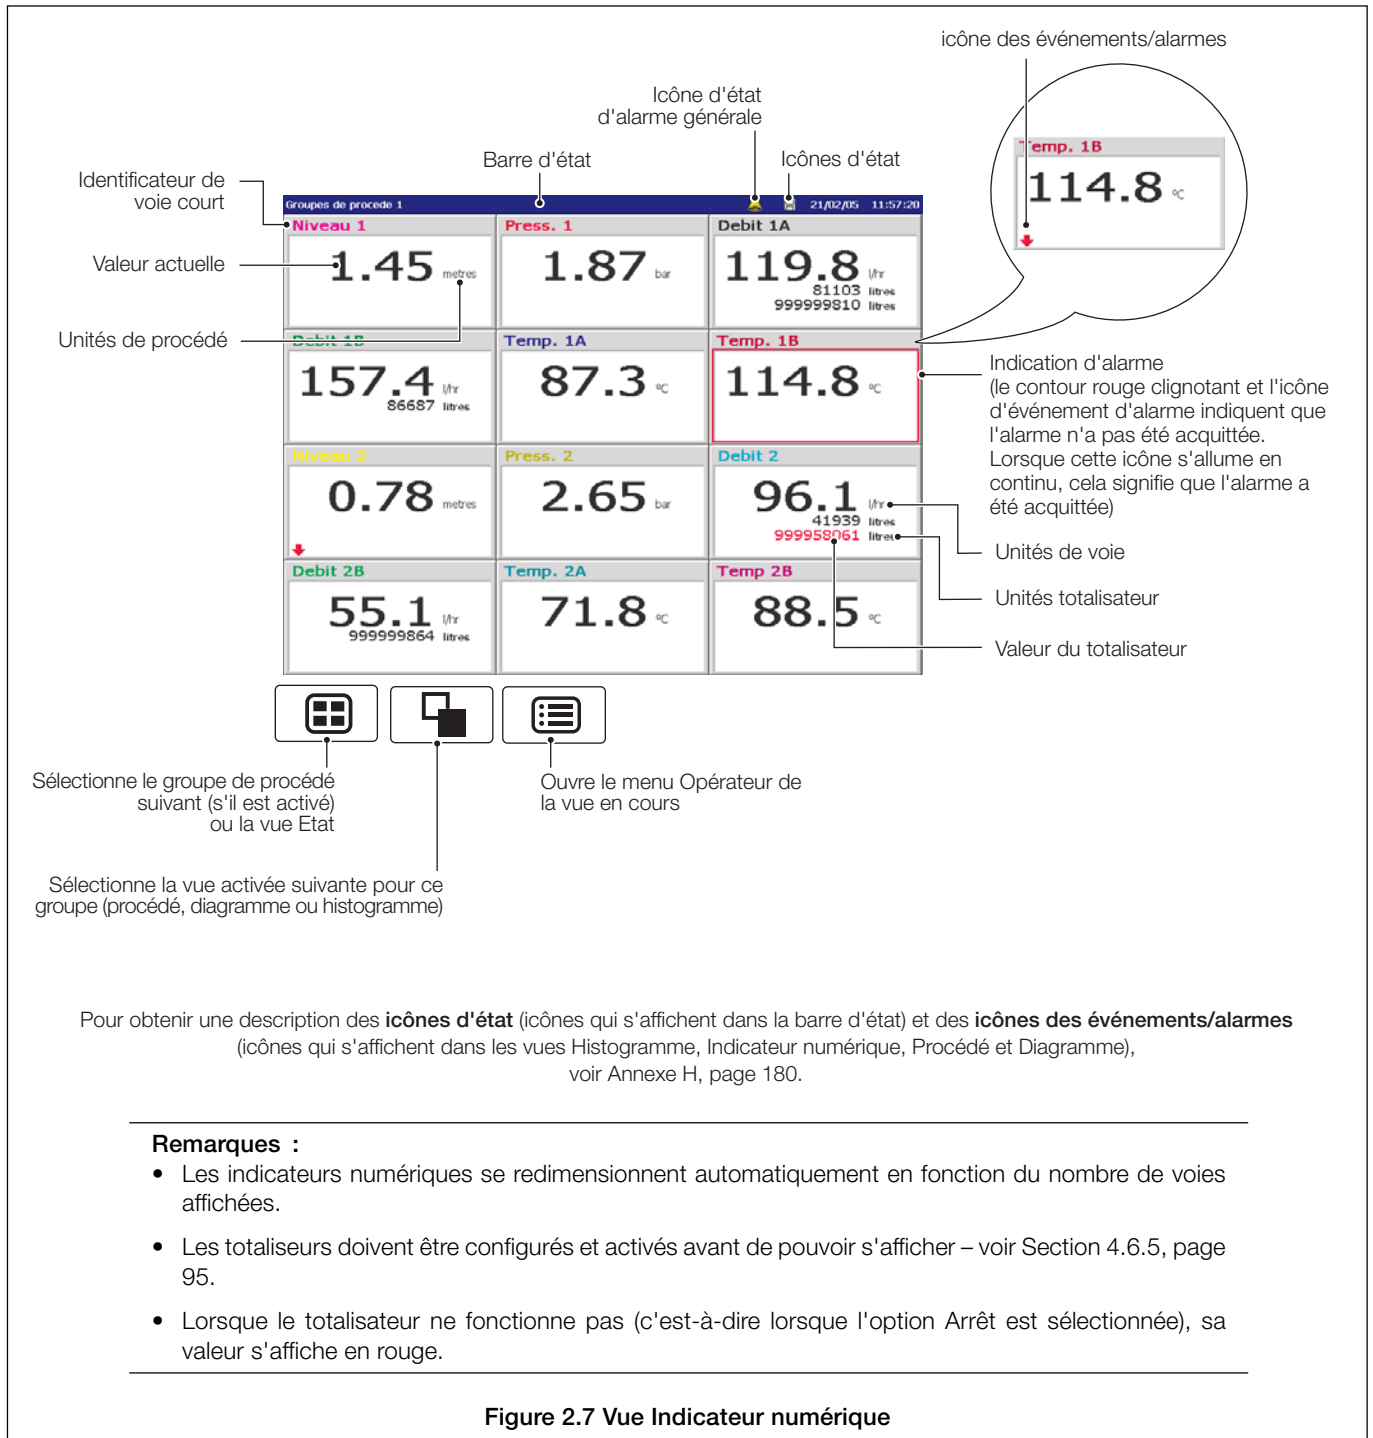 icône des événements/alarmes
Icône d'état
d'alarme générale
Barre d'état
Icônes d'état
Identificateur de
voie court
Temp. 1B
114.8 ºC
Groupes de procede 1 21/02/05 11:57:20
Niveau 1 Press. 1 Debit 1A
Valeur actuelle
1.45 metres 1.87 bar 119.8 l/hr
81103 litres
999999810 litres
Unités de procédé
Debit 1B Temp. 1A Temp. 1B
157.4 l/hr 87.3 ºC 114.8 ºC
86687 litres
Indication d'alarme
(le contour rouge clignotant et l'icône
d'événement d'alarme indiquent que
l'alarme n'a pas été acquittée.
Lorsque cette icône s'allume en
continu, cela signifie que l'alarme a
été acquittée)
Niveau 2 Press. 2 Debit 2
0.78 metres 2.65 bar 96.1 l/hr
41939 litres
999958061 litres
Unités de voie
Unités totalisateur
Valeur du totalisateur
Debit 2B Temp. 2A Temp 2B
55.1 l/hr 71.8 ºC 88.5 ºC
999999864 litres
Sélectionne le groupe de procédé
suivant (s'il est activé)
ou la vue Etat
Ouvre le menu Opérateur de
la vue en cours
Sélectionne la vue activée suivante pour ce
groupe (procédé, diagramme ou histogramme)
Pour obtenir une description des icônes d'état (icônes qui s'affichent dans la barre d'état) et des icônes des événements/alarmes
(icônes qui s'affichent dans les vues Histogramme, Indicateur numérique, Procédé et Diagramme),
voir Annexe H, page 180.
Remarques :
• Les indicateurs numériques se redimensionnent automatiquement en fonction du nombre de voies
affichées.
• Les totaliseurs doivent être configurés et activés avant de pouvoir s'afficher – voir Section 4.6.5, page
95.
• Lorsque le totalisateur ne fonctionne pas (c'est-à-dire lorsque l'option Arrêt est sélectionnée), sa
valeur s'affiche en rouge.
Figure 2.7 Vue Indicateur numérique